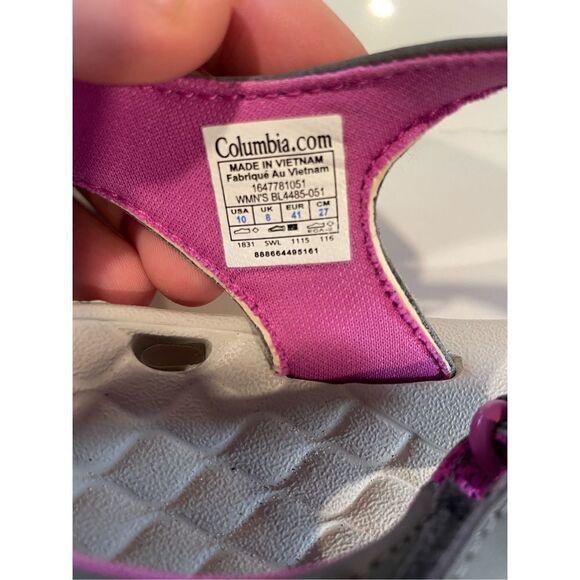 Columbia.com
MADE IN VIETNAM
Fabriqué Au Vietnam
1647781051
WMN'S BL4485-051
USA UK EUR CM
10 8 41 27
1831 SWL 1115 116
888664495161